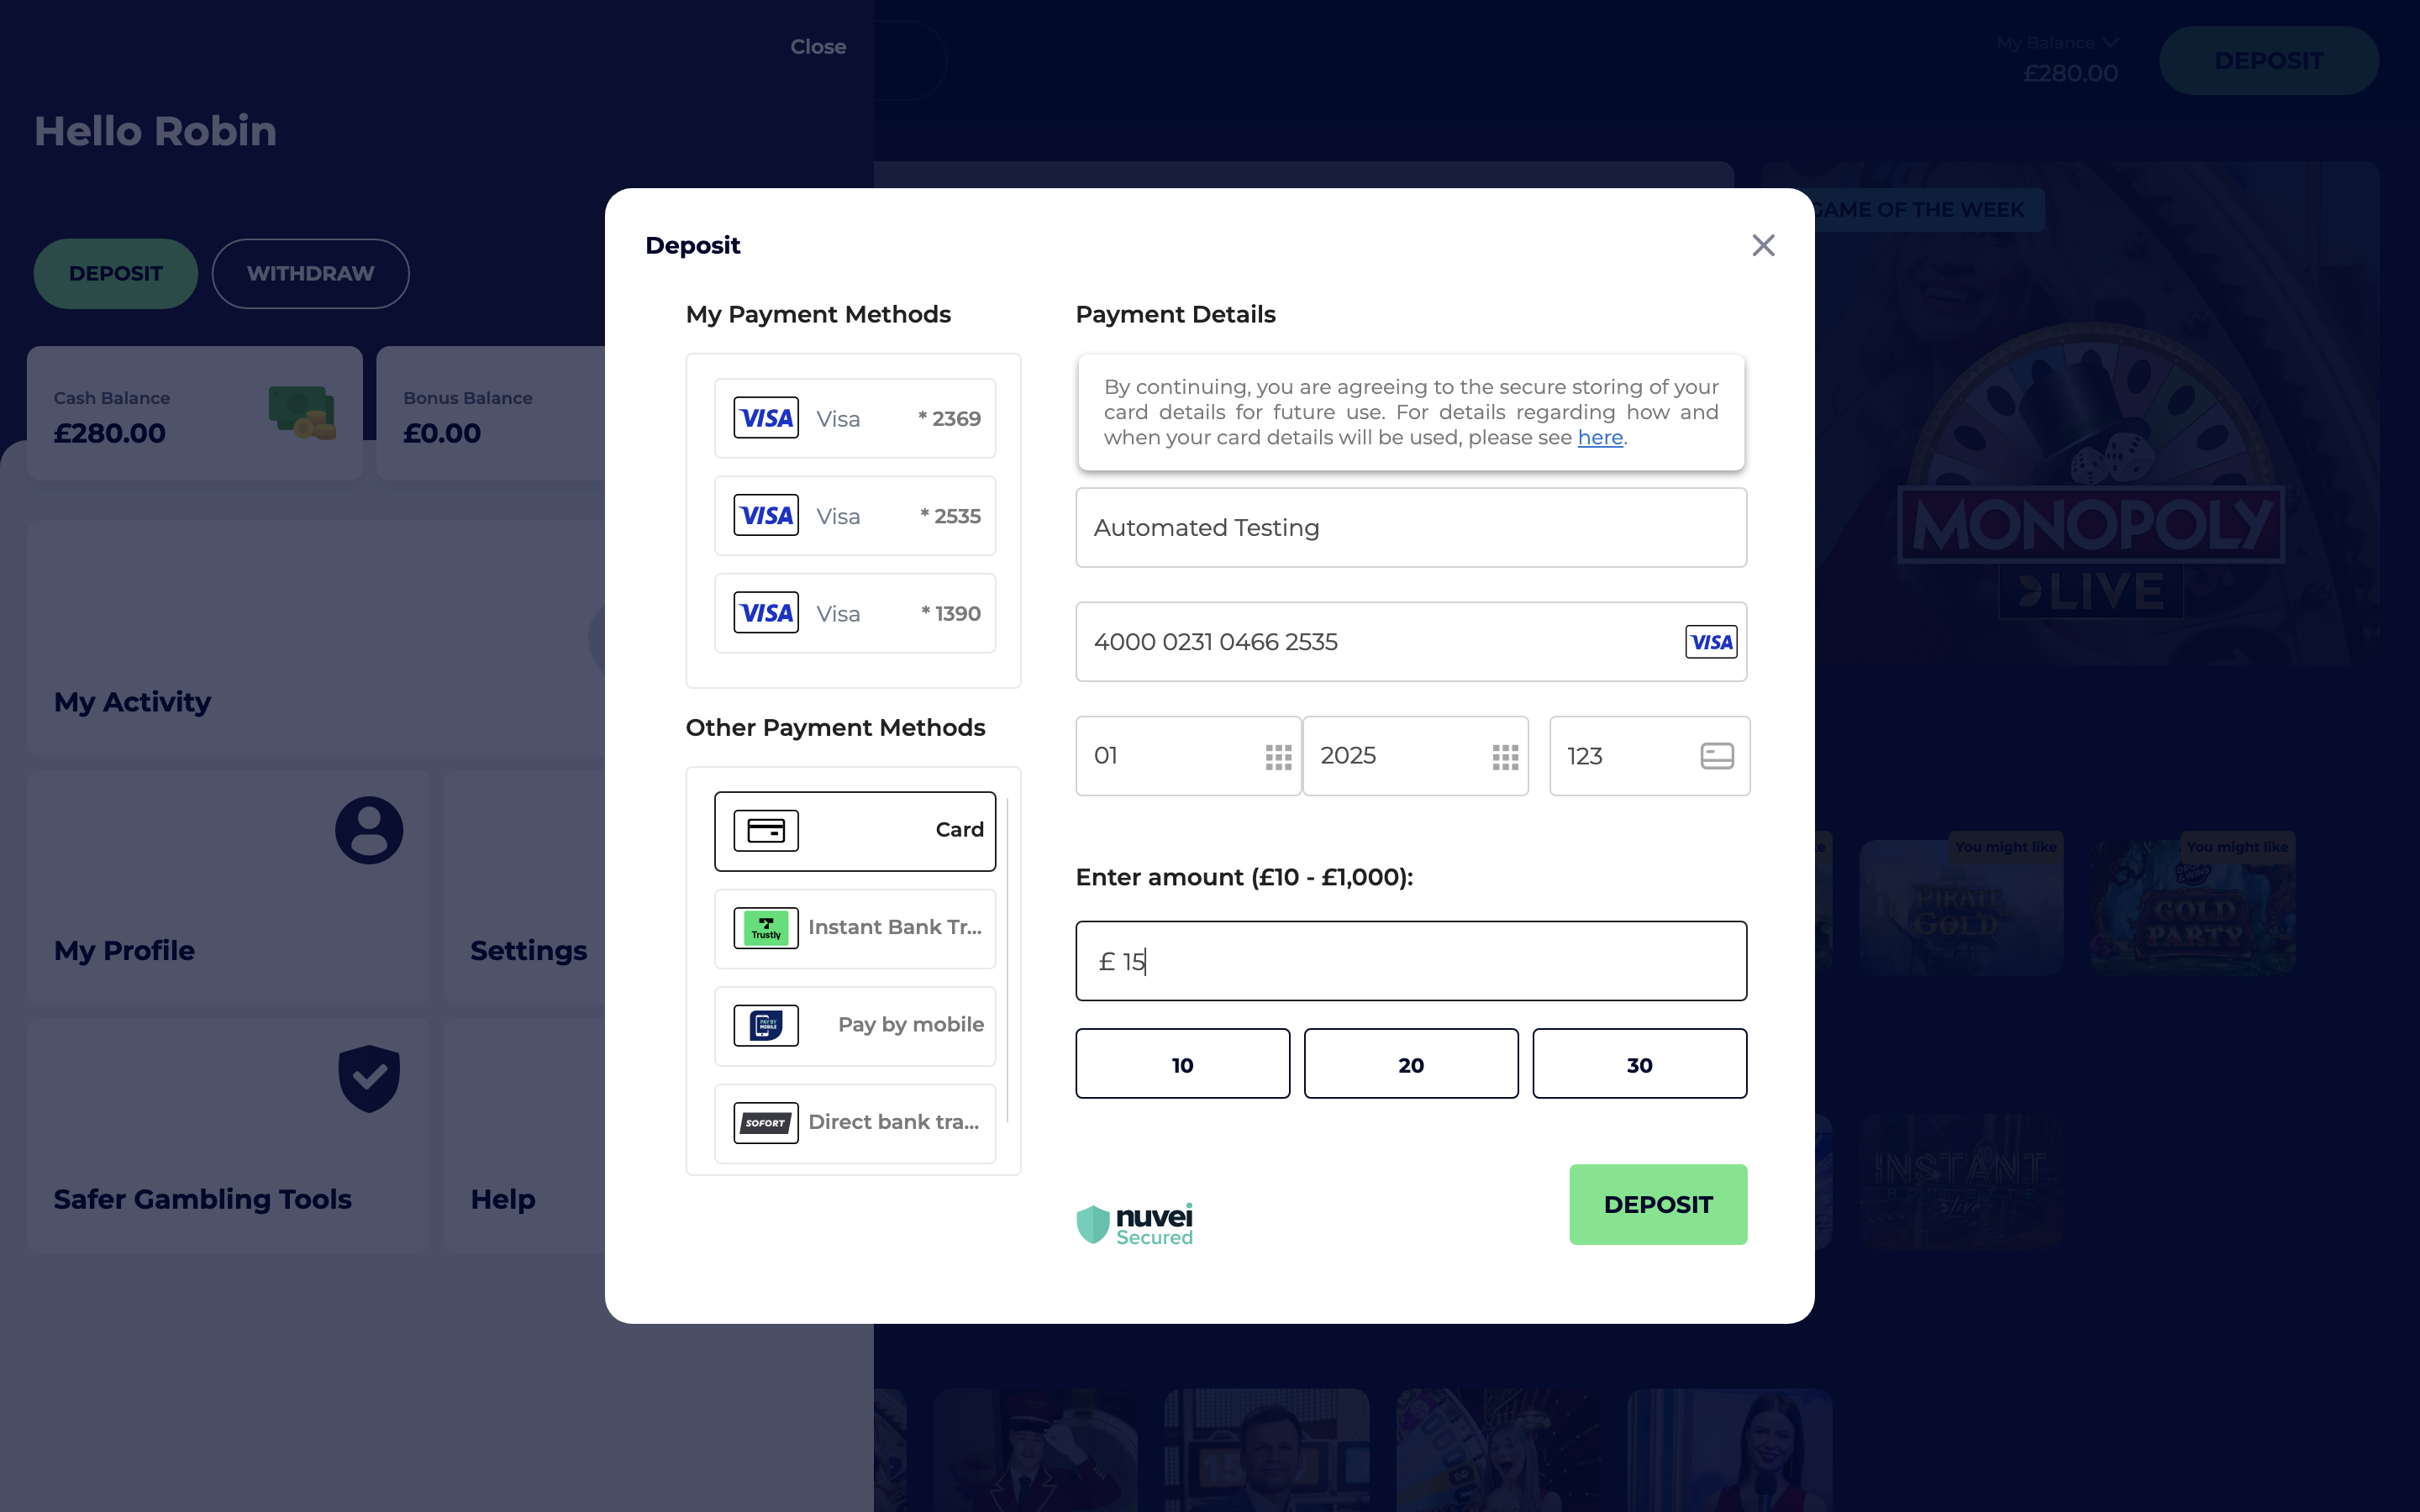 Close
My Balance
£280.00
DEPOSIT
Hello Robin
DEPOSIT
WITHDRAW
Cash Balance
£280.00
Bonus Balance
£0.00
My Activity
My Profile
Settings
Safer Gambling Tools
Help
Deposit
My Payment Methods
VISA Visa * 2369
VISA Visa * 2535
VISA Visa * 1390
Other Payment Methods
Card
Trustly Instant Bank Tr...
PAY BY MOBILE Pay by mobile
SOFORT Direct bank tra...
Payment Details
By continuing, you are agreeing to the secure storing of your
card details for future use. For details regarding how and
when your card details will be used, please see here.
Automated Testing
4000 0231 0466 2535 VISA
01 2025 123
Enter amount (£10 - £1,000):
£ 15
10 20 30
nuvei
Secured
DEPOSIT
GAME OF THE WEEK
MONOPOLY
LIVE
You might like
PIRATE
GOLD
You might like
GOLD
PARTY
INSTANT